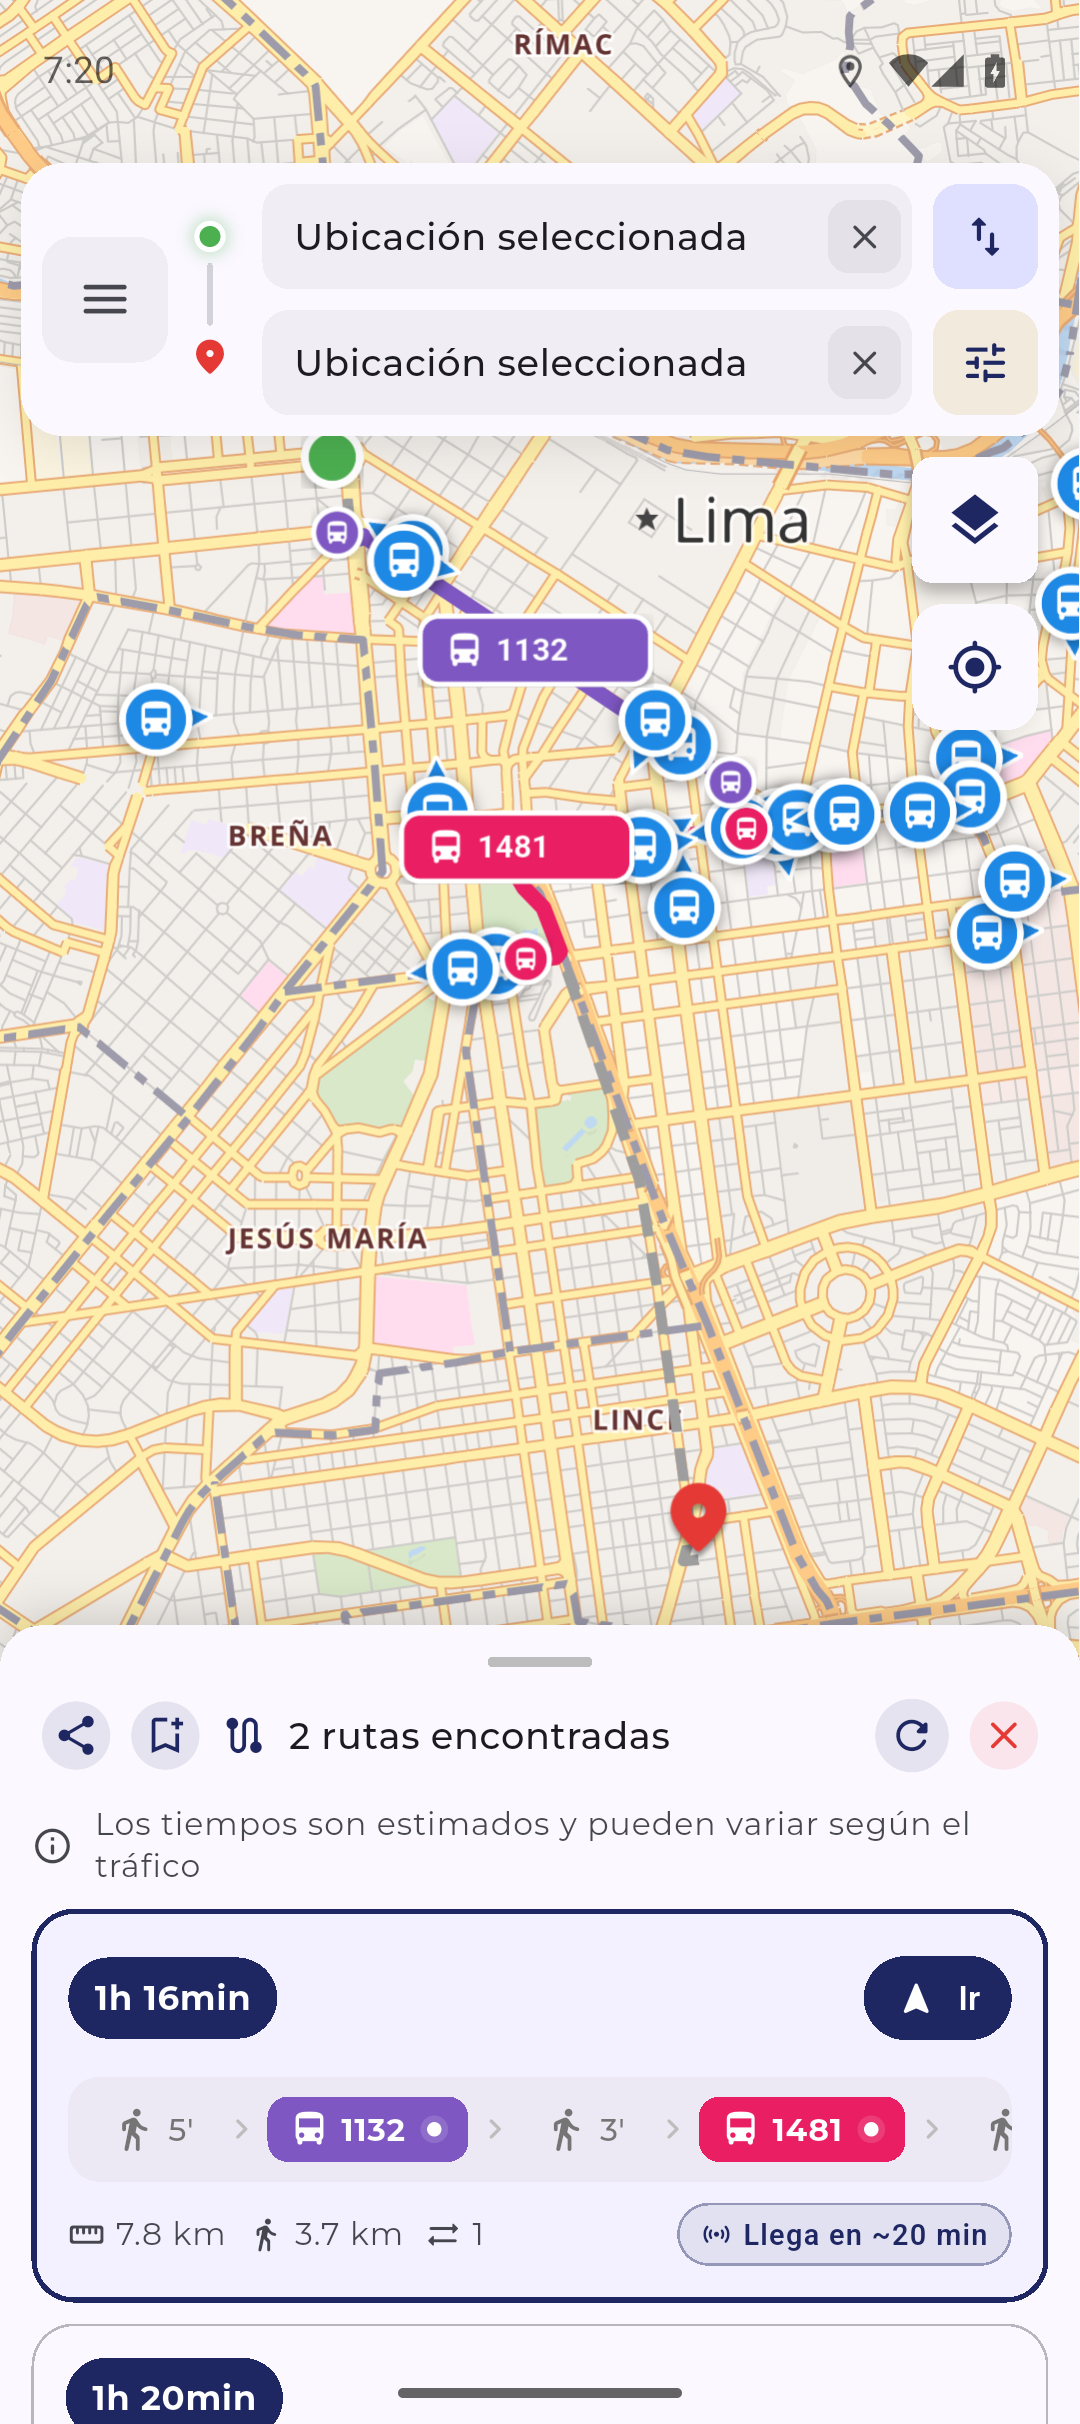 RÍMAC
7:20
Ubicación seleccionada
Ubicación seleccionada
Lima
1132
BREÑA
1481
JESÚS MARÍA
LINC
2 rutas encontradas
Los tiempos son estimados y pueden variar según el
tráfico
1h 16min
Ir
5'
1132
3'
1481
7.8 km
3.7 km
1
Llega en ~20 min
1h 20min